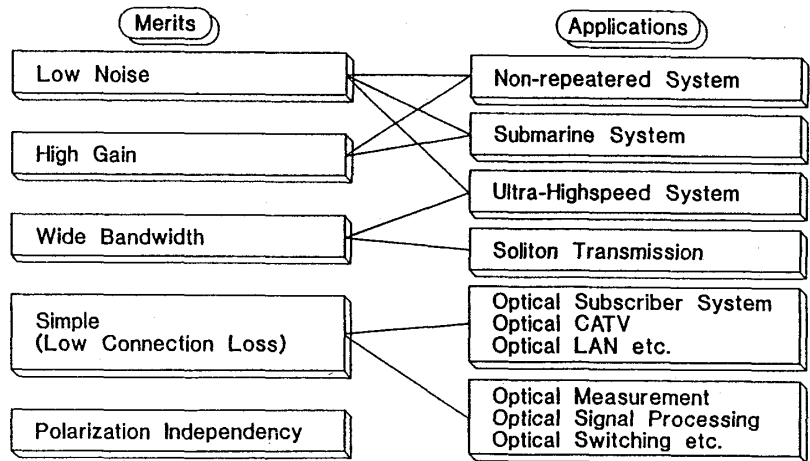 Merits
Low Noise
High Gain
Wide Bandwidth
Simple
(Low Connection Loss)
Polarization Independency
Applications
Non-repeatered System
Submarine System
Ultra-Highspeed System
Soliton Transmission
Optical Subscriber System
Optical CATV
Optical LAN etc.
Optical Measurement
Optical Signal Processing
Optical Switching etc.